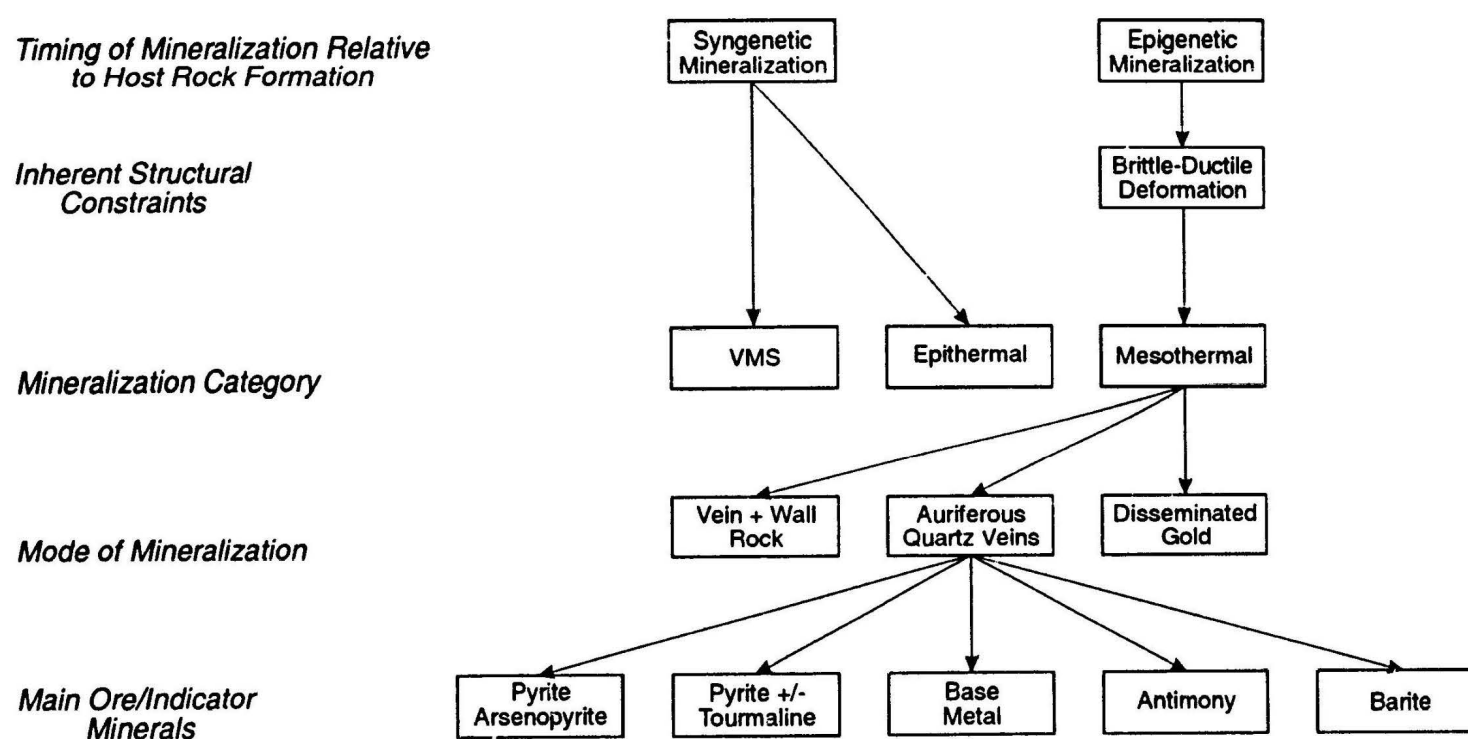 Timing of Mineralization Relative
to Host Rock Formation
Syngenetic
Mineralization
Epigenetic
Mineralization
Inherent Structural
Constraints
Brittle-Ductile
Deformation
Mineralization Category
VMS
Epithermal
Mesothermal
Mode of Mineralization
Vein + Wall
Rock
Auriferous
Quartz Veins
Disseminated
Gold
Main Ore/Indicator
Minerals
Pyrite
Arsenopyrite
Pyrite +/-
Tourmaline
Base
Metal
Antimony
Barite